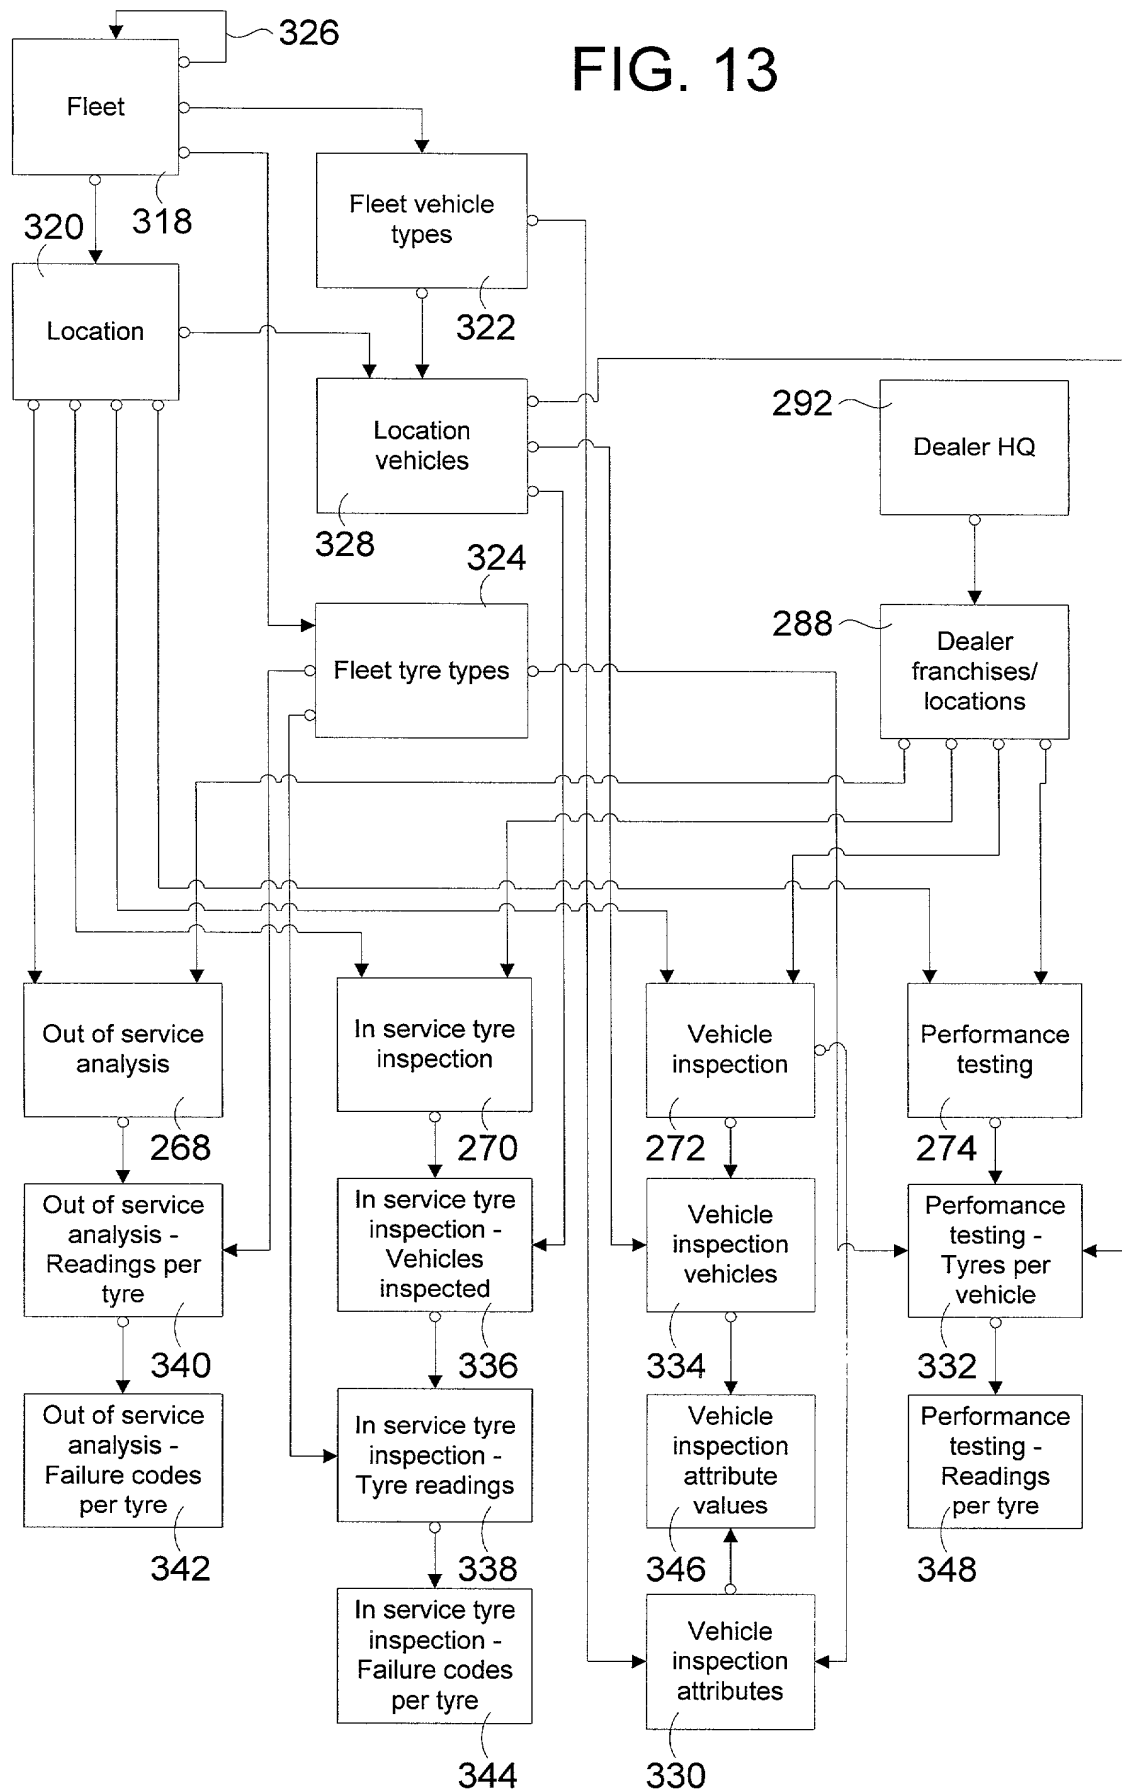 326
FIG. 13
Fleet
318
320
Fleet vehicle
types
322
Location
Location
vehicles
328
292
Dealer HQ
324
Fleet tyre types
288
Dealer
franchises/
locations
Out of service
analysis
268
In service tyre
inspection
270
Vehicle
inspection
272
Performance
testing
274
Out of service
analysis -
Readings per
tyre
340
In service tyre
inspection -
Vehicles
inspected
336
Vehicle
inspection
vehicles
334
Perfomance
testing -
Tyres per
vehicle
332
Out of service
analysis -
Failure codes
per tyre
342
In service tyre
inspection -
Tyre readings
338
Vehicle
inspection
attribute
values
346
Performance
testing -
Readings
per tyre
348
In service tyre
inspection -
Failure codes
per tyre
344
Vehicle
inspection
attributes
330